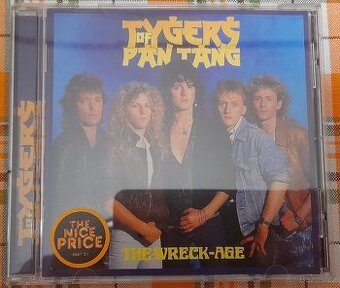 TYGERS
OF
PAN TANG
TYGERS
THE
NICE
PRICE
THE WRECK-AGE